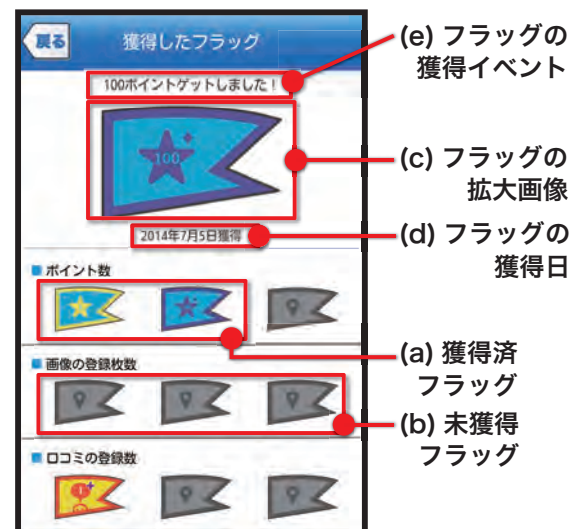 戻る
獲得したフラッグ
100ポイントゲットしました!
100
2014年7月5日獲得
ポイント数
画像の登録枚数
口コミの登録数
(e) フラッグの
獲得イベント
(c) フラッグの
拡大画像
(d) フラッグの
獲得日
(a) 獲得済
フラッグ
(b) 未獲得
フラッグ